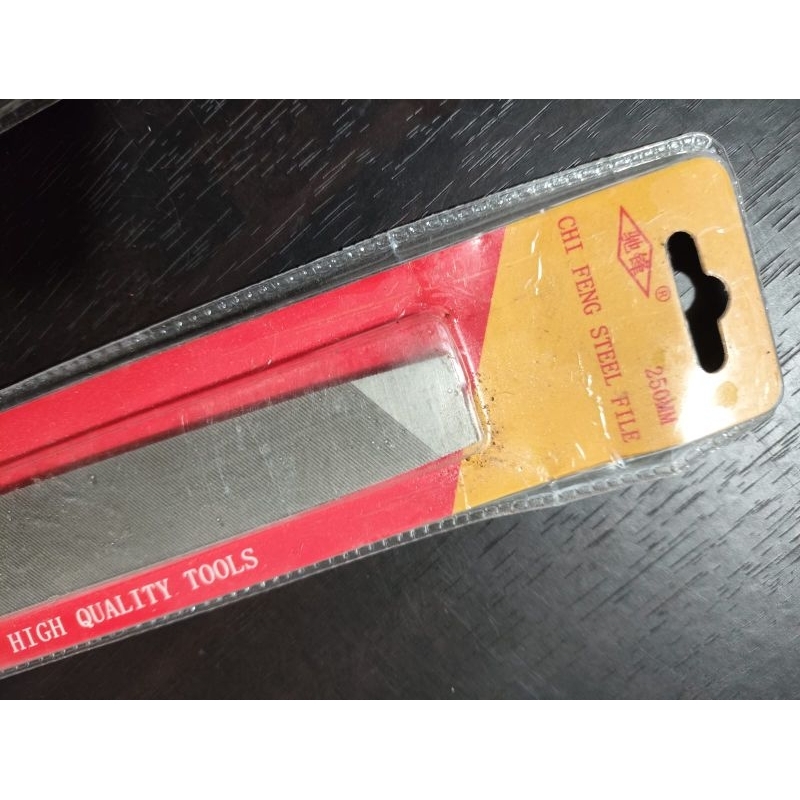 驰锋
®
CHI FENG STEEL FILE
250MM
HIGH QUALITY TOOLS